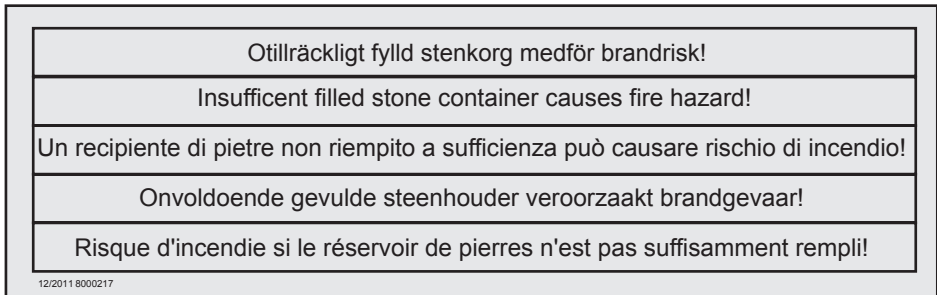 Otillräckligt fylld stenkorg medför brandrisk!
Insufficent filled stone container causes fire hazard!
Un recipiente di pietre non riempito a sufficienza può causare rischio di incendio!
Onvoldoende gevulde steenhouder veroorzaakt brandgevaar!
Risque d'incendie si le réservoir de pierres n'est pas suffisamment rempli!
12/2011 8000217